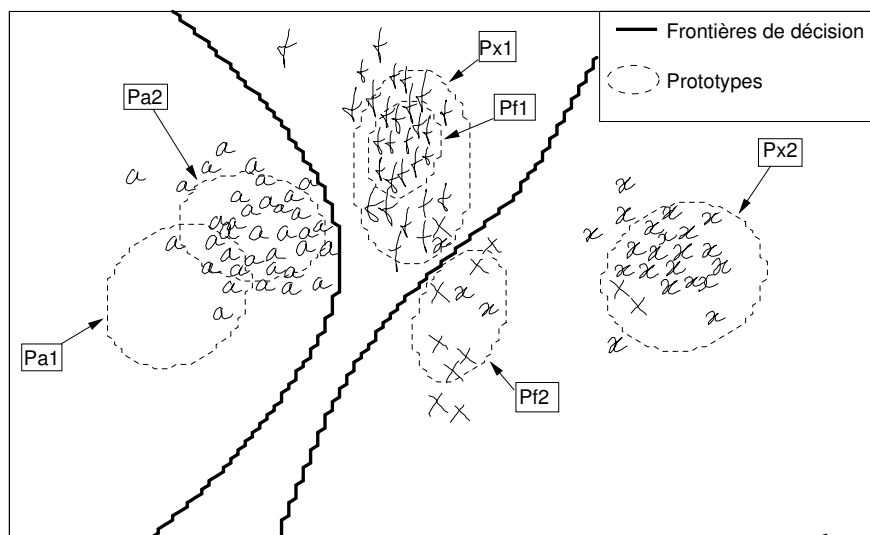 Frontières de décision
Prototypes
Px1
Pf1
Pa2
Px2
Pa1
Pf2